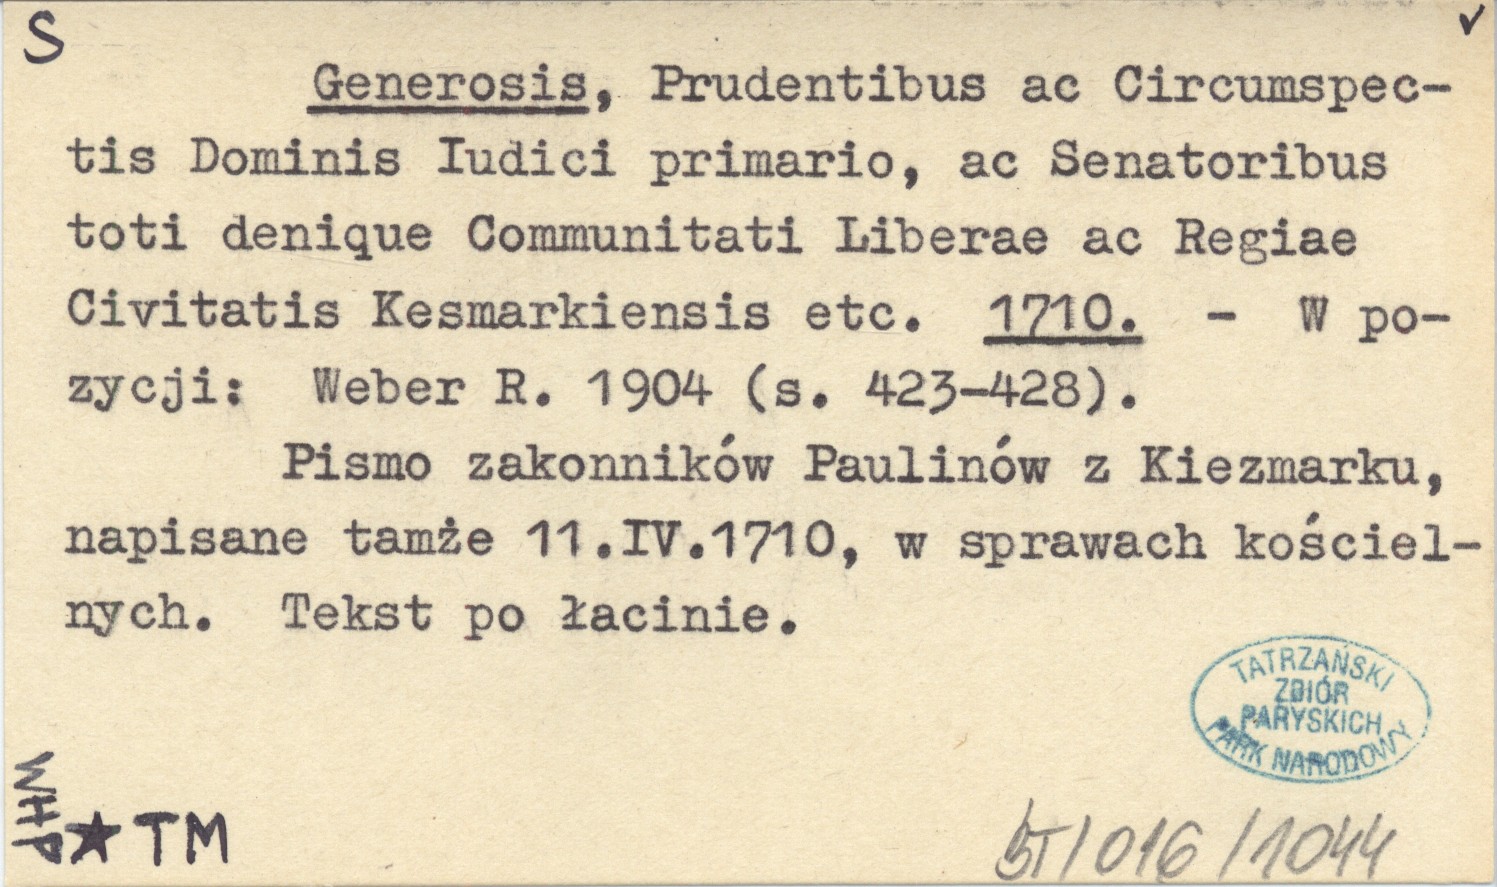 S
✓
Generosis, Prudentibus ac Circumspec-
tis Dominis Iudici primario, ac Senatoribus
toti denique Communitati Liberae ac Regiae
Civitatis Kesmarkiensis etc. 1710. - W po-
zycji: Weber R. 1904 (s. 423-428).
Pismo zakonników Paulinów z Kiezmarku,
napisane tamże 11.IV.1710, w sprawach kościel-
nych. Tekst po łacinie.
TATRZAŃSKI
ZBIÓR
PARYSKICH
PARK NARODOWY
WHP
★ TM
BT/016/1044